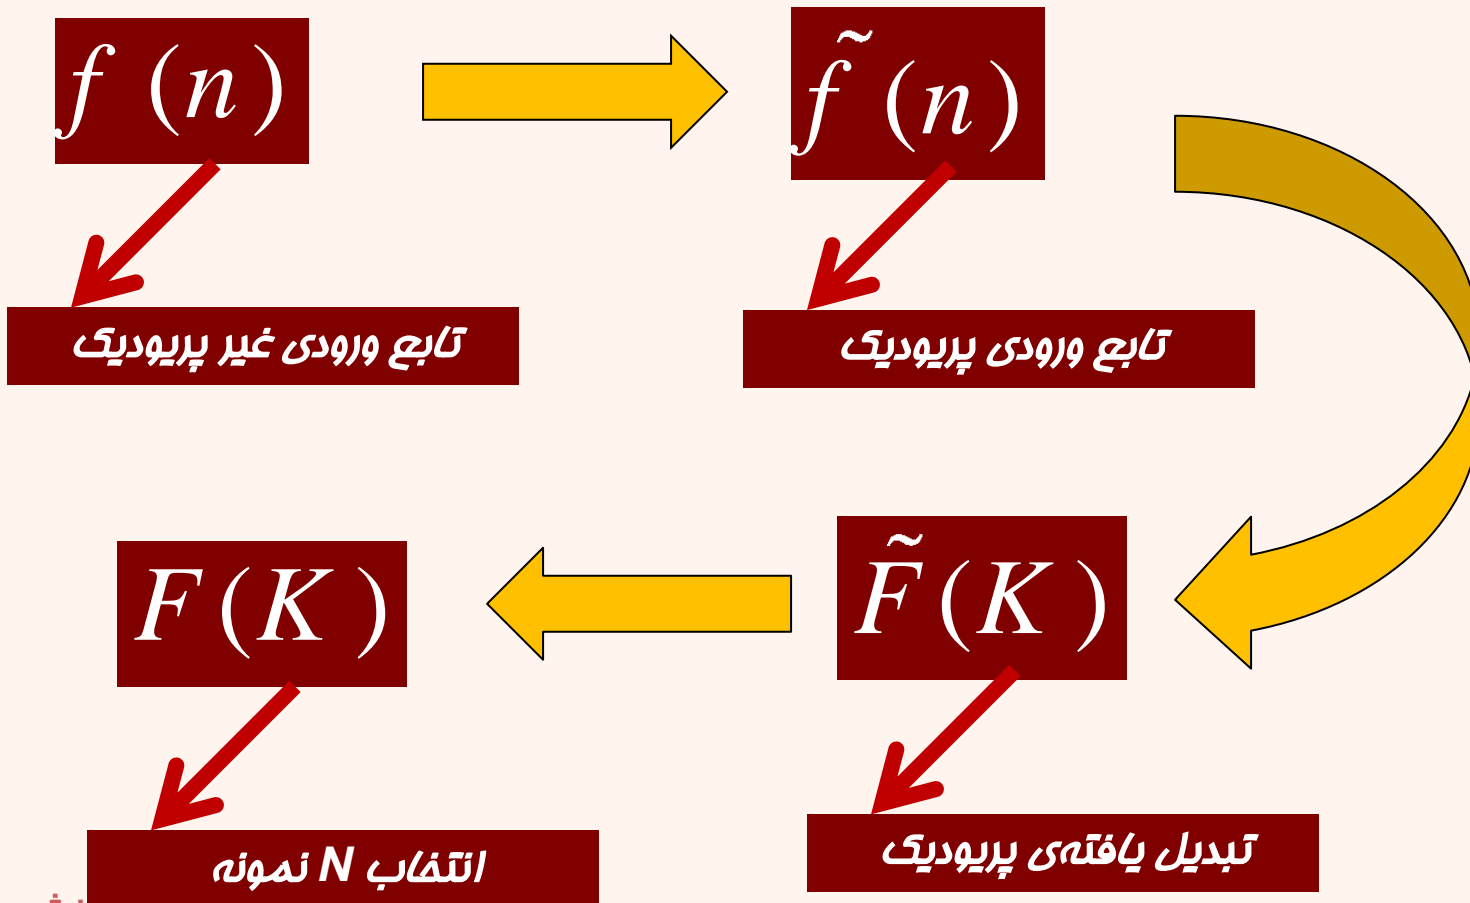 f (n)
f̃ (n)
تابع ورودی غیر پریودیک
تابع ورودی پریودیک
F̃ (K)
F (K)
تبدیل یافته‌ی پریودیک
انتخاب N نمونه